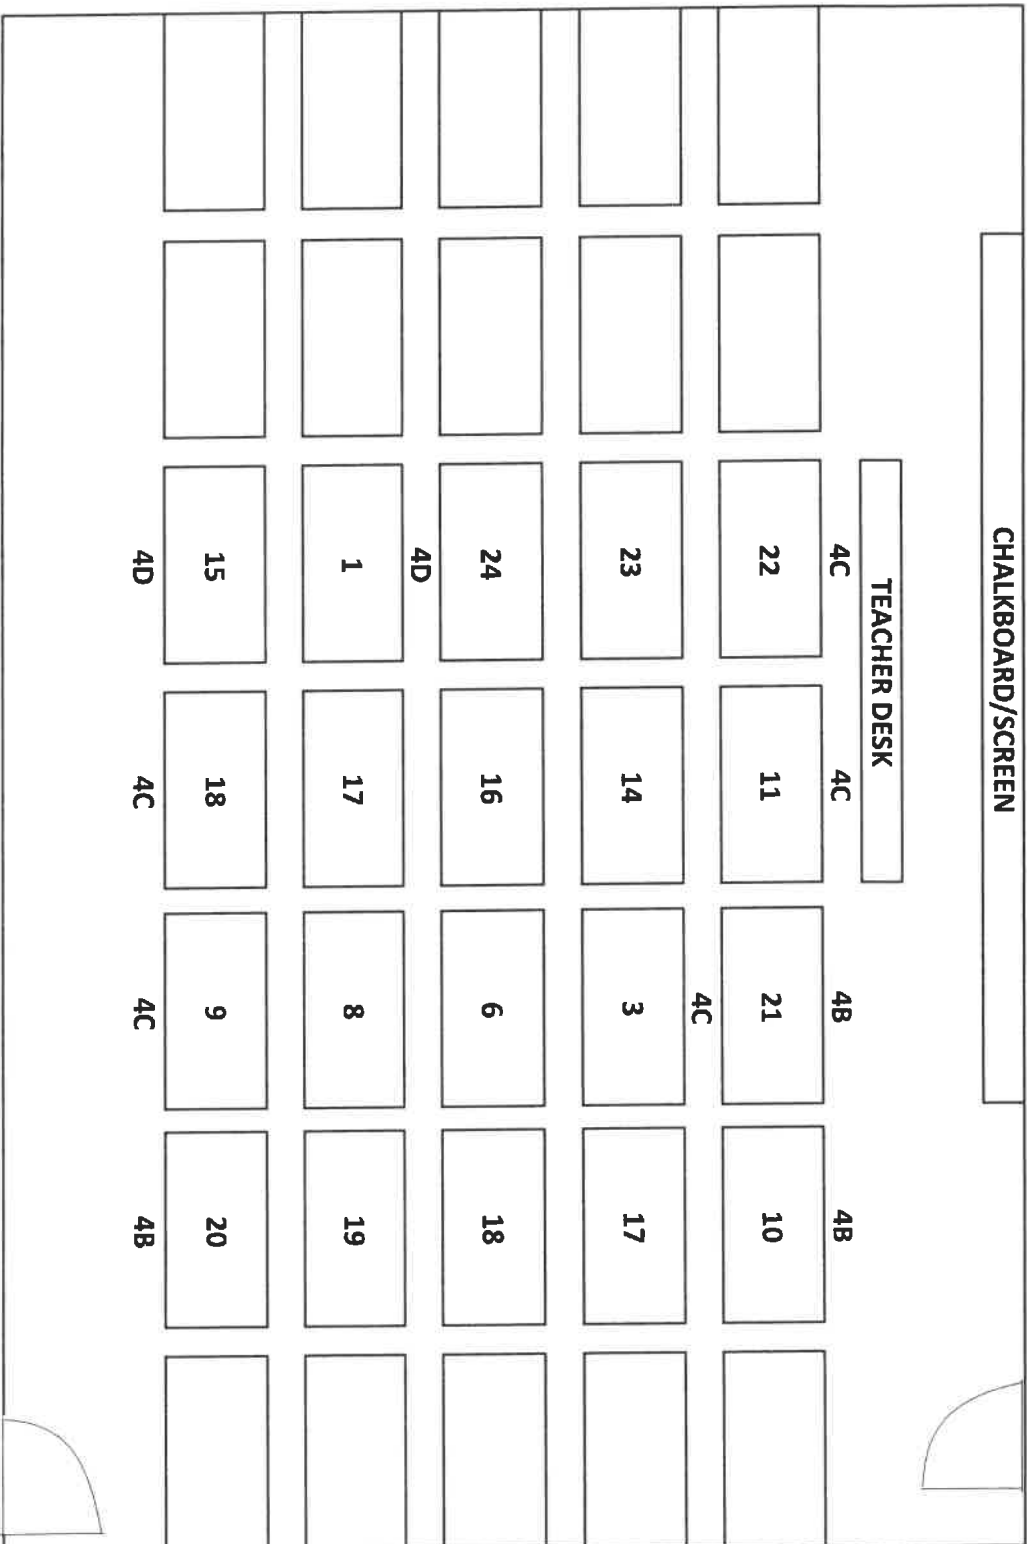 CHALKBOARD/SCREEN
TEACHER DESK
4C 4C 4B 4B
22 11 21 10
4C
23 14 3 17
24 16 6 18
4D
1 17 8 19
15 18 9 20
4D 4C 4C 4B